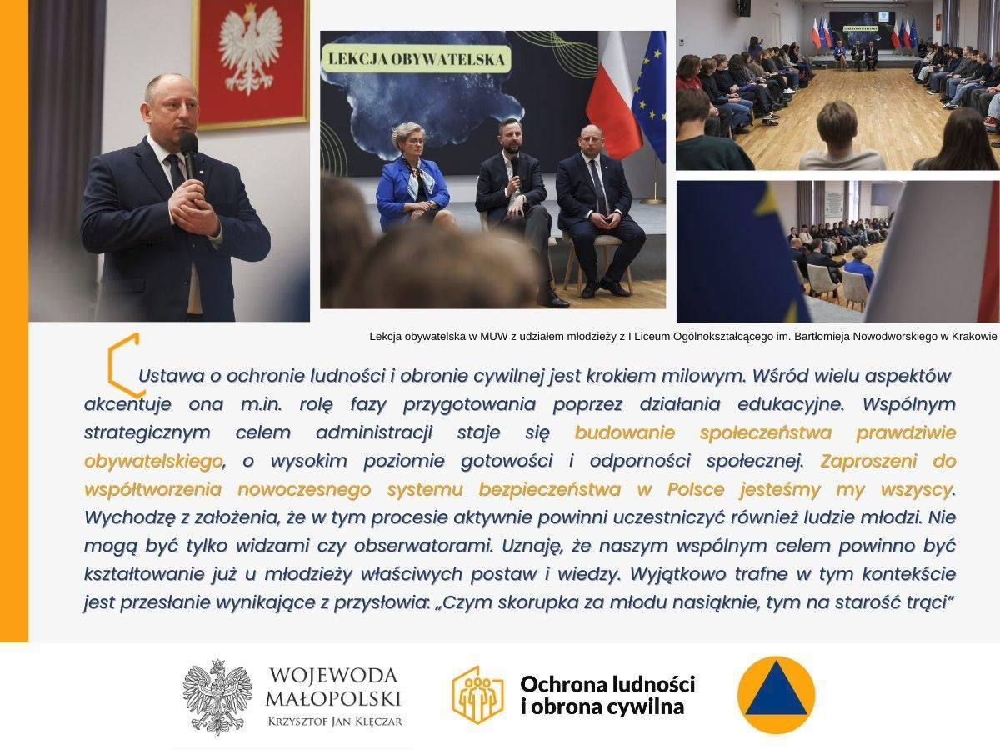 LEKCJA OBYWATELSKA
LEKCJA OBYWATELSKA
Lekcja obywatelska w MUW z udziałem młodzieży z I Liceum Ogólnokształcącego im. Bartłomieja Nowodworskiego w Krakowie
Ustawa o ochronie ludności i obronie cywilnej jest krokiem milowym. Wśród wielu aspektów
akcentuje ona m.in. rolę fazy przygotowania poprzez działania edukacyjne. Wspólnym
strategicznym celem administracji staje się budowanie społeczeństwa prawdziwie
obywatelskiego, o wysokim poziomie gotowości i odporności społecznej. Zaproszeni do
współtworzenia nowoczesnego systemu bezpieczeństwa w Polsce jesteśmy my wszyscy.
Wychodzę z założenia, że w tym procesie aktywnie powinni uczestniczyć również ludzie młodzi. Nie
mogą być tylko widzami czy obserwatorami. Uznaję, że naszym wspólnym celem powinno być
kształtowanie już u młodzieży właściwych postaw i wiedzy. Wyjątkowo trafne w tym kontekście
jest przesłanie wynikające z przysłowia: „Czym skorupka za młodu nasiąknie, tym na starość trąci”
WOJEWODA
MAŁOPOLSKI
KRZYSZTOF JAN KLĘCZAR
Ochrona ludności
i obrona cywilna